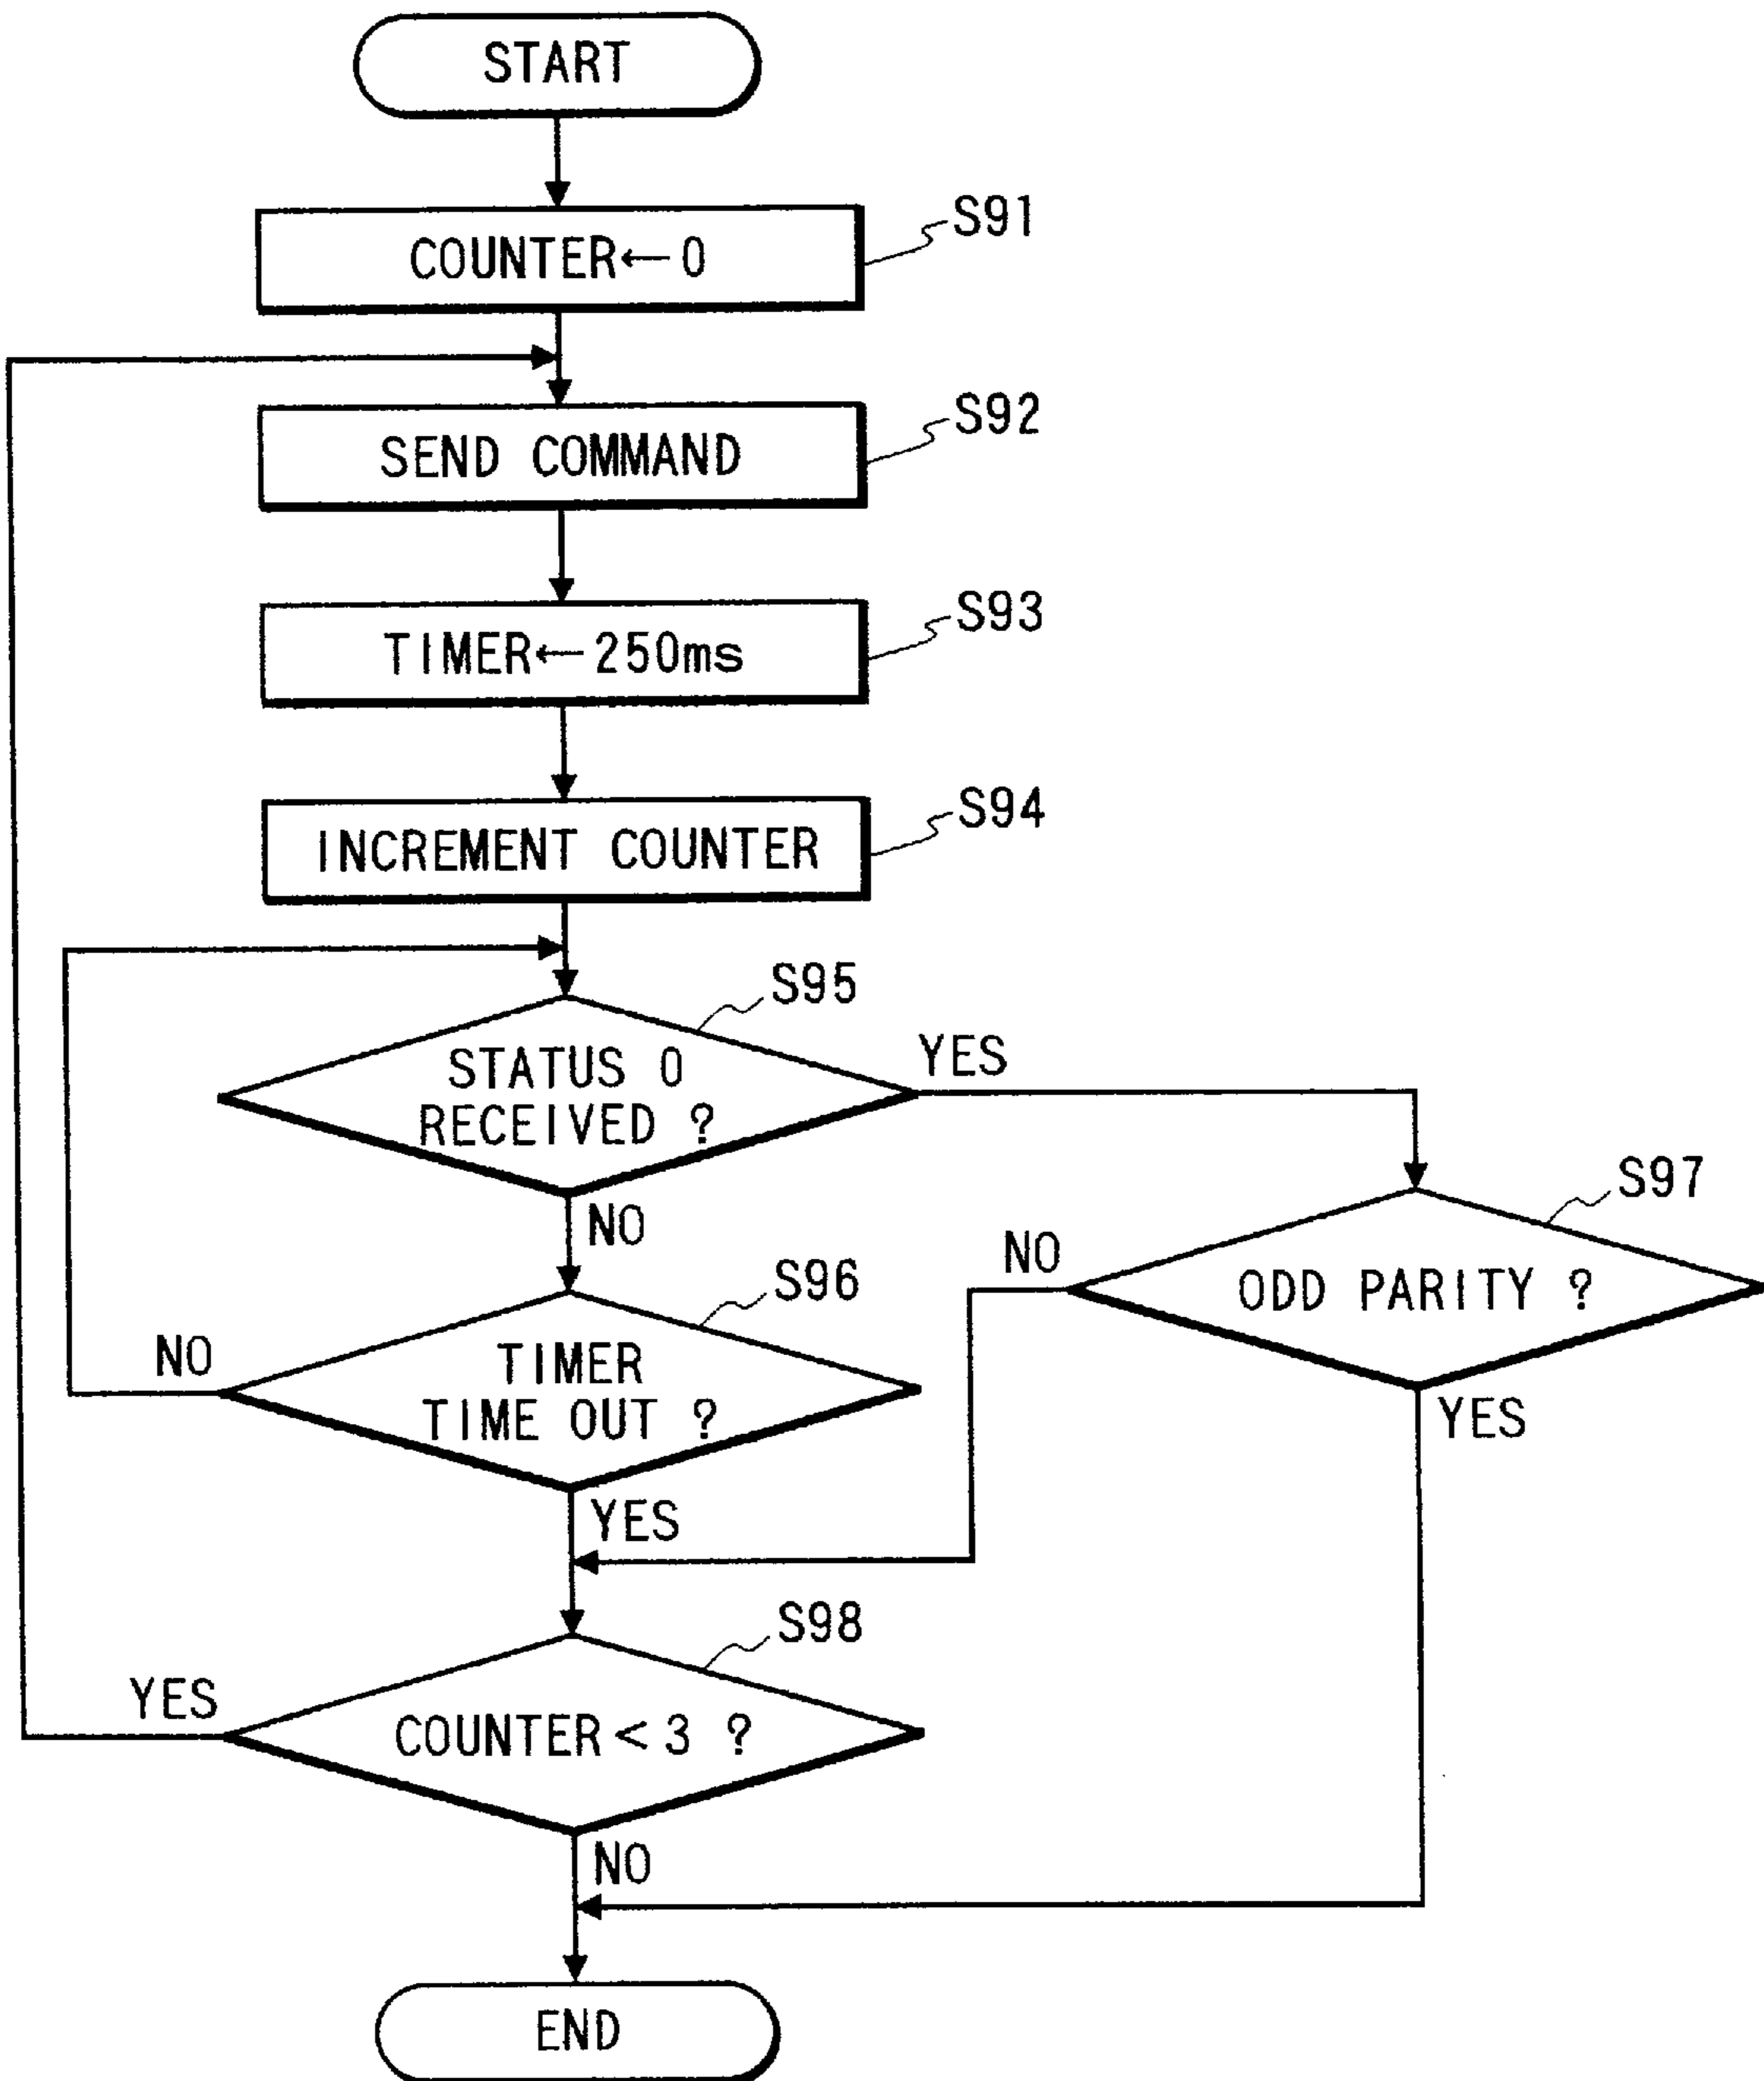 START
COUNTER←0
S91
SEND COMMAND
S92
TIMER←250ms
S93
INCREMENT COUNTER
S94
STATUS 0
RECEIVED ?
S95
YES
NO
S97
ODD PARITY ?
NO
YES
S96
TIMER
TIME OUT ?
NO
YES
S98
COUNTER < 3 ?
YES
NO
END